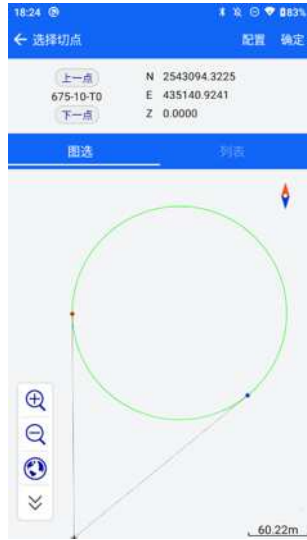 18:24 83%
选择切点 配置 确定
上一点 N 2543094.3225
675-10-T0 E 435140.9241
下一点 Z 0.0000
图选 列表
60.22m